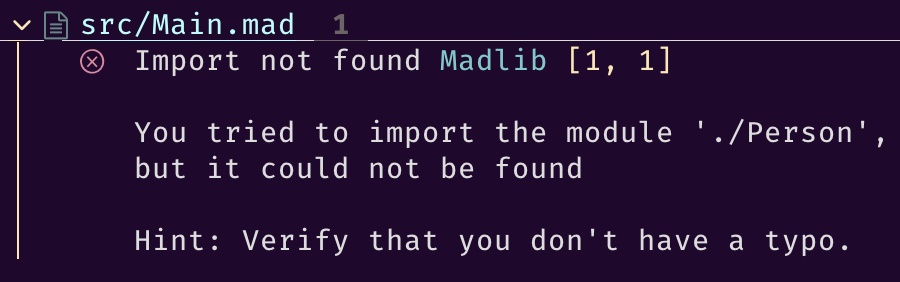 src/Main.mad 1
Import not found Madlib [1, 1]
You tried to import the module './Person',
but it could not be found
Hint: Verify that you don't have a typo.